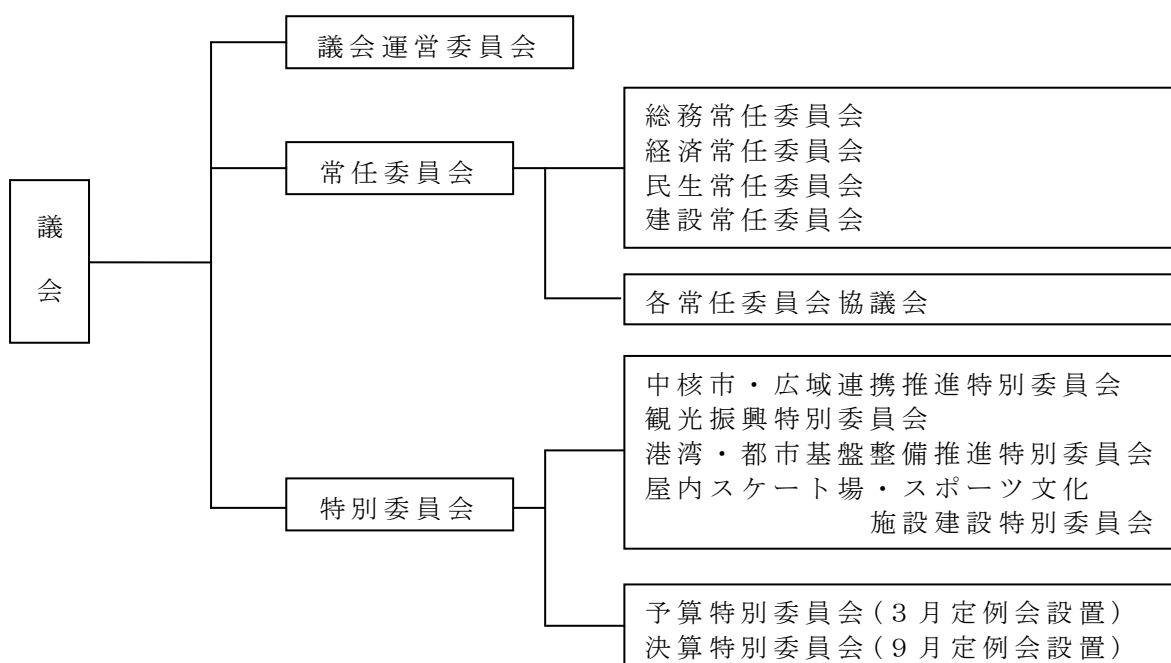 議会運営委員会
総務常任委員会
経済常任委員会
民生常任委員会
建設常任委員会
常任委員会
議会
各常任委員会協議会
中核市・広域連携推進特別委員会
観光振興特別委員会
港湾・都市基盤整備推進特別委員会
屋内スケート場・スポーツ文化
施設建設特別委員会
特別委員会
予算特別委員会(3月定例会設置)
決算特別委員会(9月定例会設置)